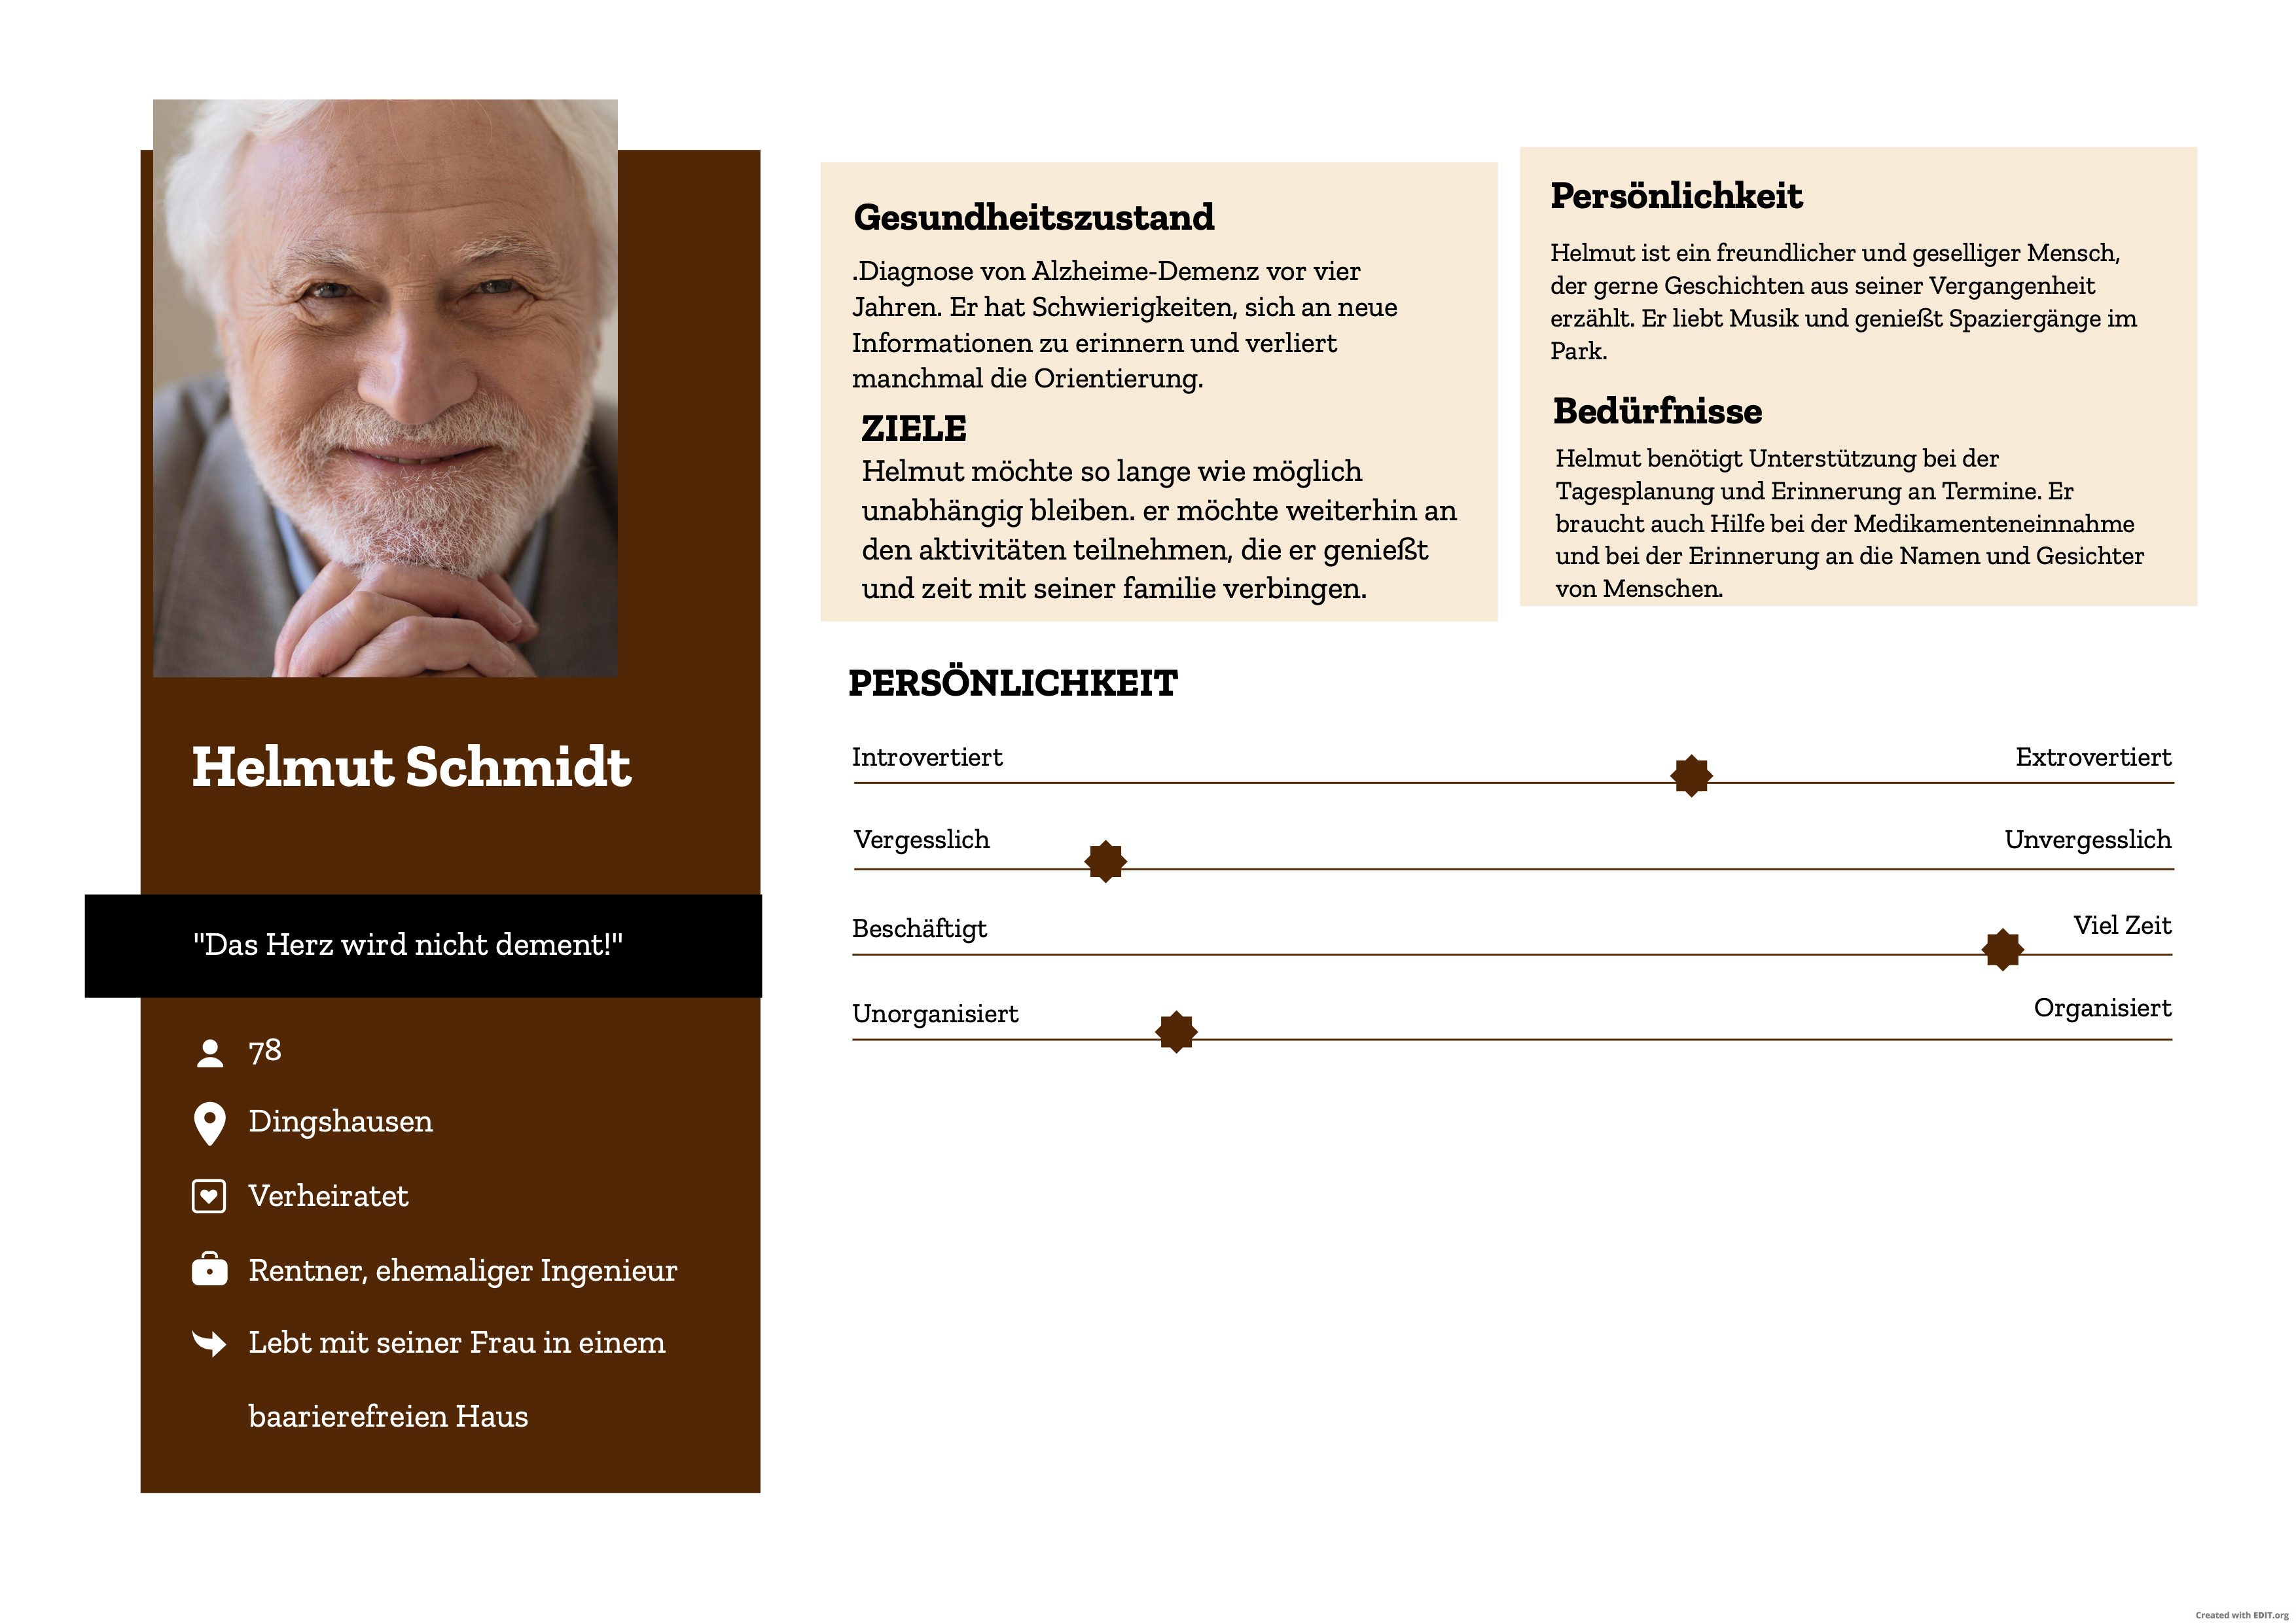 Helmut Schmidt
"Das Herz wird nicht dement!"
78
Dingshausen
Verheiratet
Rentner, ehemaliger Ingenieur
Lebt mit seiner Frau in einem
baarierefreien Haus
Gesundheitszustand
.Diagnose von Alzheime-Demenz vor vier
Jahren. Er hat Schwierigkeiten, sich an neue
Informationen zu erinnern und verliert
manchmal die Orientierung.
ZIELE
Helmut möchte so lange wie möglich
unabhängig bleiben. er möchte weiterhin an
den aktivitäten teilnehmen, die er genießt
und zeit mit seiner familie verbingen.
Persönlichkeit
Helmut ist ein freundlicher und geselliger Mensch,
der gerne Geschichten aus seiner Vergangenheit
erzählt. Er liebt Musik und genießt Spaziergänge im
Park.
Bedürfnisse
Helmut benötigt Unterstützung bei der
Tagesplanung und Erinnerung an Termine. Er
braucht auch Hilfe bei der Medikamenteneinnahme
und bei der Erinnerung an die Namen und Gesichter
von Menschen.
PERSÖNLICHKEIT
Introvertiert Extrovertiert
Vergesslich Unvergesslich
Beschäftigt Viel Zeit
Unorganisiert Organisiert
Created with EDIT.org